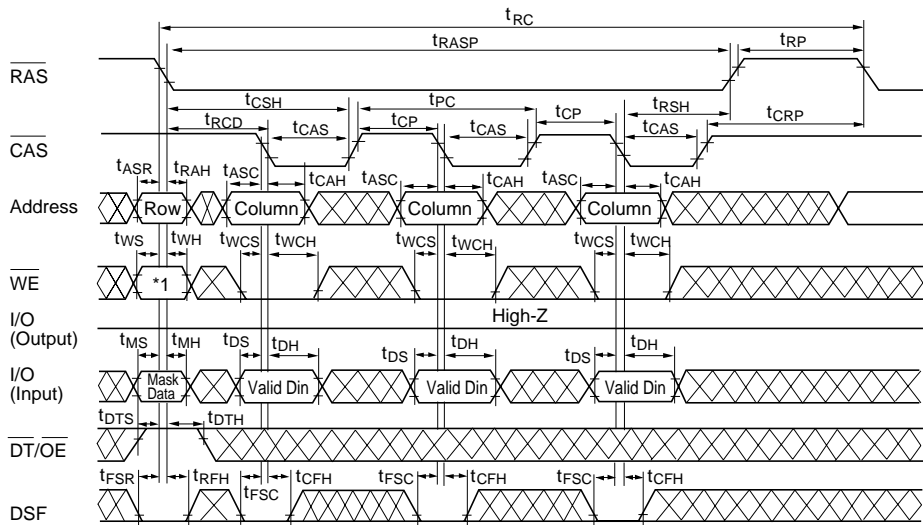 tRC
tRASP tRP
RAS
tCSH tPC tRSH
tRCD tCAS tCP tCAS tCP tCAS tCRP
CAS
tASR tRAH tASC tCAH tASC tCAH tASC tCAH
Address Row Column Column Column
tWS tWH tWCS tWCH tWCS tWCH tWCS tWCH
WE *1
I/O
(Output) High-Z
tMS tMH tDS tDH tDS tDH tDS tDH
I/O
(Input) Mask Data Valid Din Valid Din Valid Din
tDTS tDTH
DT/OE
tFSR tRFH tFSC tCFH tFSC tCFH tFSC tCFH
DSF